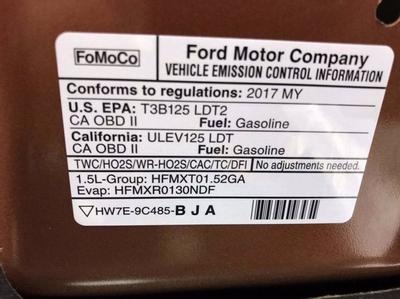 FoMoCo
Ford Motor Company
VEHICLE EMISSION CONTROL INFORMATION
Conforms to regulations: 2017 MY
U.S. EPA: T3B125 LDT2
CA OBD II Fuel: Gasoline
California: ULEV125 LDT
CA OBD II Fuel: Gasoline
TWC/HO2S/WR-HO2S/CAC/TC/DFI No adjustments needed.
1.5L-Group: HFMXT01.52GA
Evap: HFMXR0130NDF
HW7E-9C485-B J A